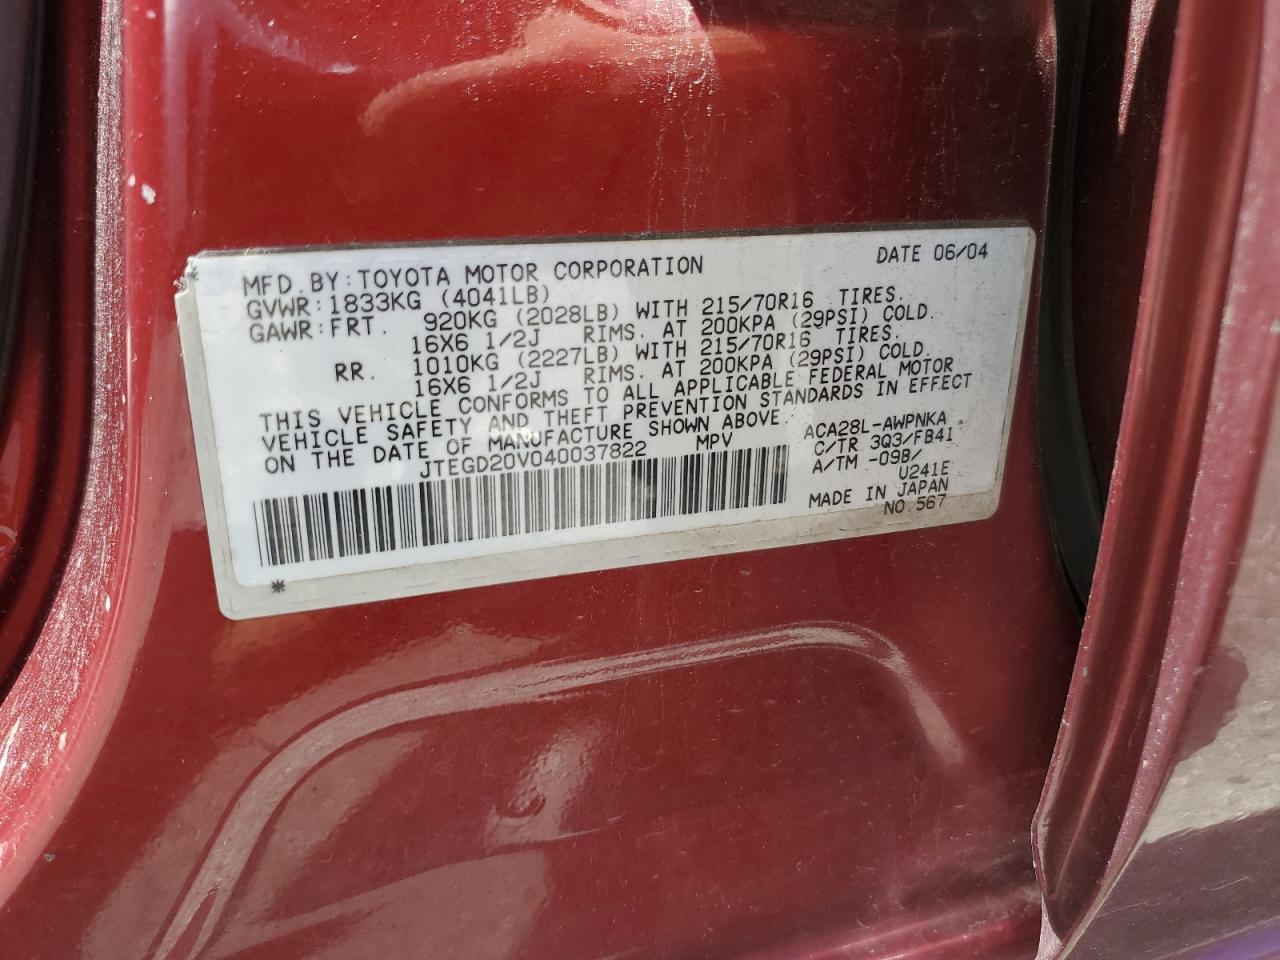 DATE 06/04
MFD. BY: TOYOTA MOTOR CORPORATION
GVWR: 1833KG (4041LB)
GAWR: FRT. 920KG (2028LB) WITH 215/70R16 TIRES.
16X6 1/2J RIMS. AT 200KPA (29PSI) COLD.
RR. 1010KG (2227LB) WITH 215/70R16 TIRES.
16X6 1/2J RIMS. AT 200KPA (29PSI) COLD.
THIS VEHICLE CONFORMS TO ALL APPLICABLE FEDERAL MOTOR
VEHICLE SAFETY AND THEFT PREVENTION STANDARDS IN EFFECT
ON THE DATE OF MANUFACTURE SHOWN ABOVE.
JTEGD20V040037822 MPV
ACA28L-AWPNKA
C/TR 3Q3/FB41
A/TM -09B/
U241E
MADE IN JAPAN
NO 567